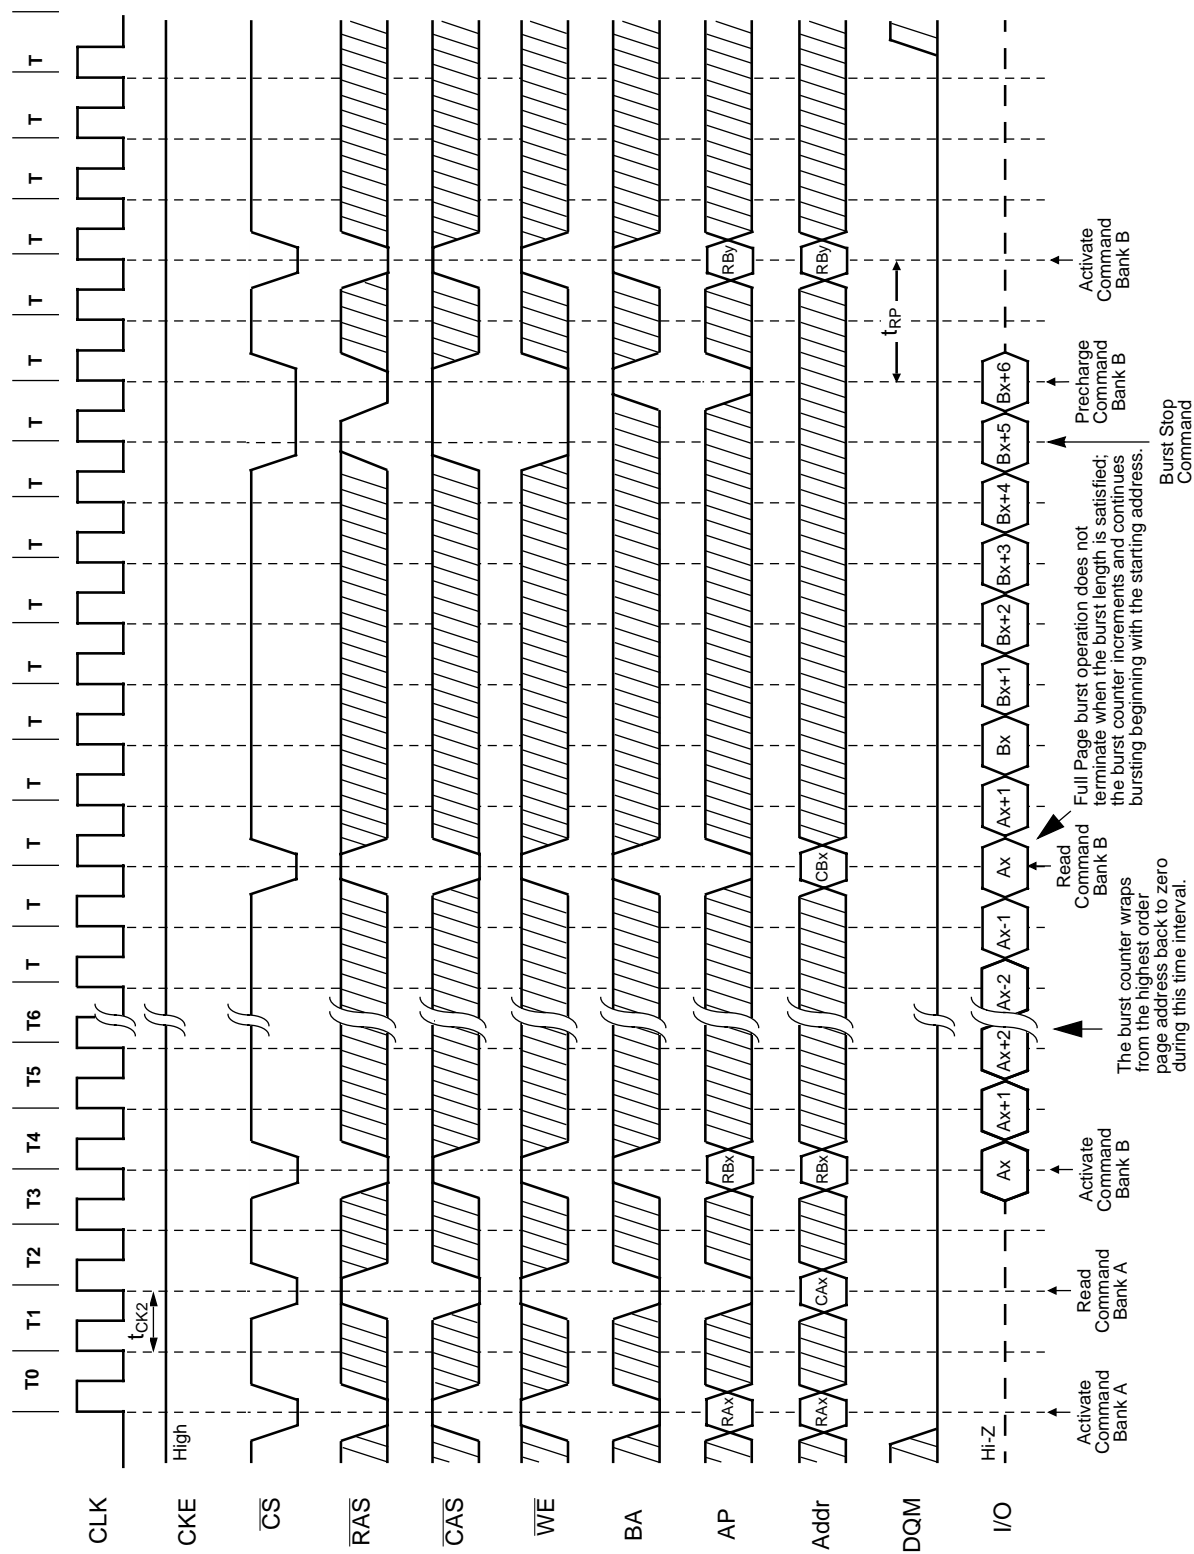 T0 T1 T2 T3 T4 T5 T6 T T T T T T T T T T T T T T T T
CLK
tCK2
CKE
High
CS
RAS
CAS
WE
BA
AP
RAx RBx RBy
Addr
RAx CAx RBx CBx RBy
DQM
tRP
I/O
Hi-Z
Ax Ax+1 Ax+2 Ax-2 Ax-1 Ax Ax+1 Bx Bx+1 Bx+2 Bx+3 Bx+4 Bx+5 Bx+6
Activate
Command
Bank A
Read
Command
Bank A
Activate
Command
Bank B
The burst counter wraps
from the highest order
page address back to zero
during this time interval.
Read
Command
Bank B
Full Page burst operation does not
terminate when the burst length is satisfied;
the burst counter increments and continues
bursting beginning with the starting address.
Burst Stop
Command
Precharge
Command
Bank B
Activate
Command
Bank B